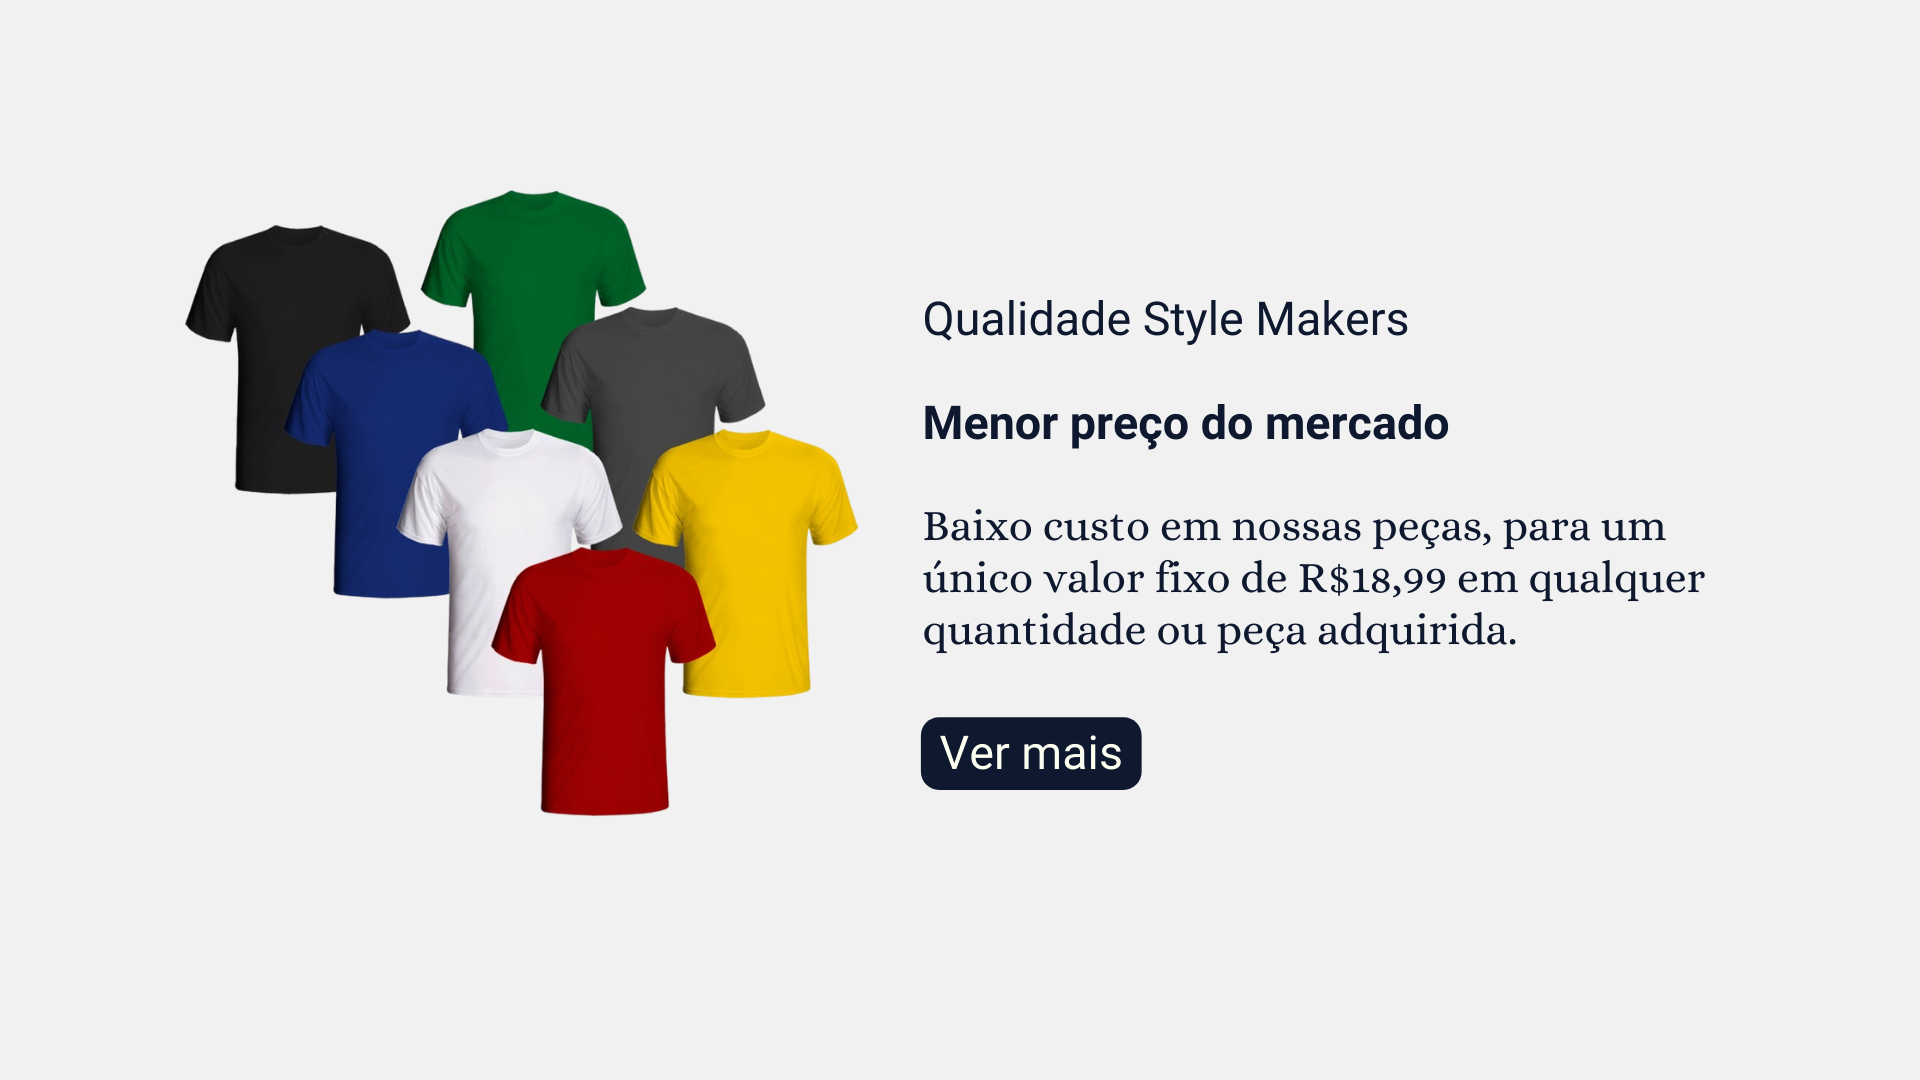 Qualidade Style Makers
Menor preço do mercado
Baixo custo em nossas peças, para um
único valor fixo de R$18,99 em qualquer
quantidade ou peça adquirida.
Ver mais